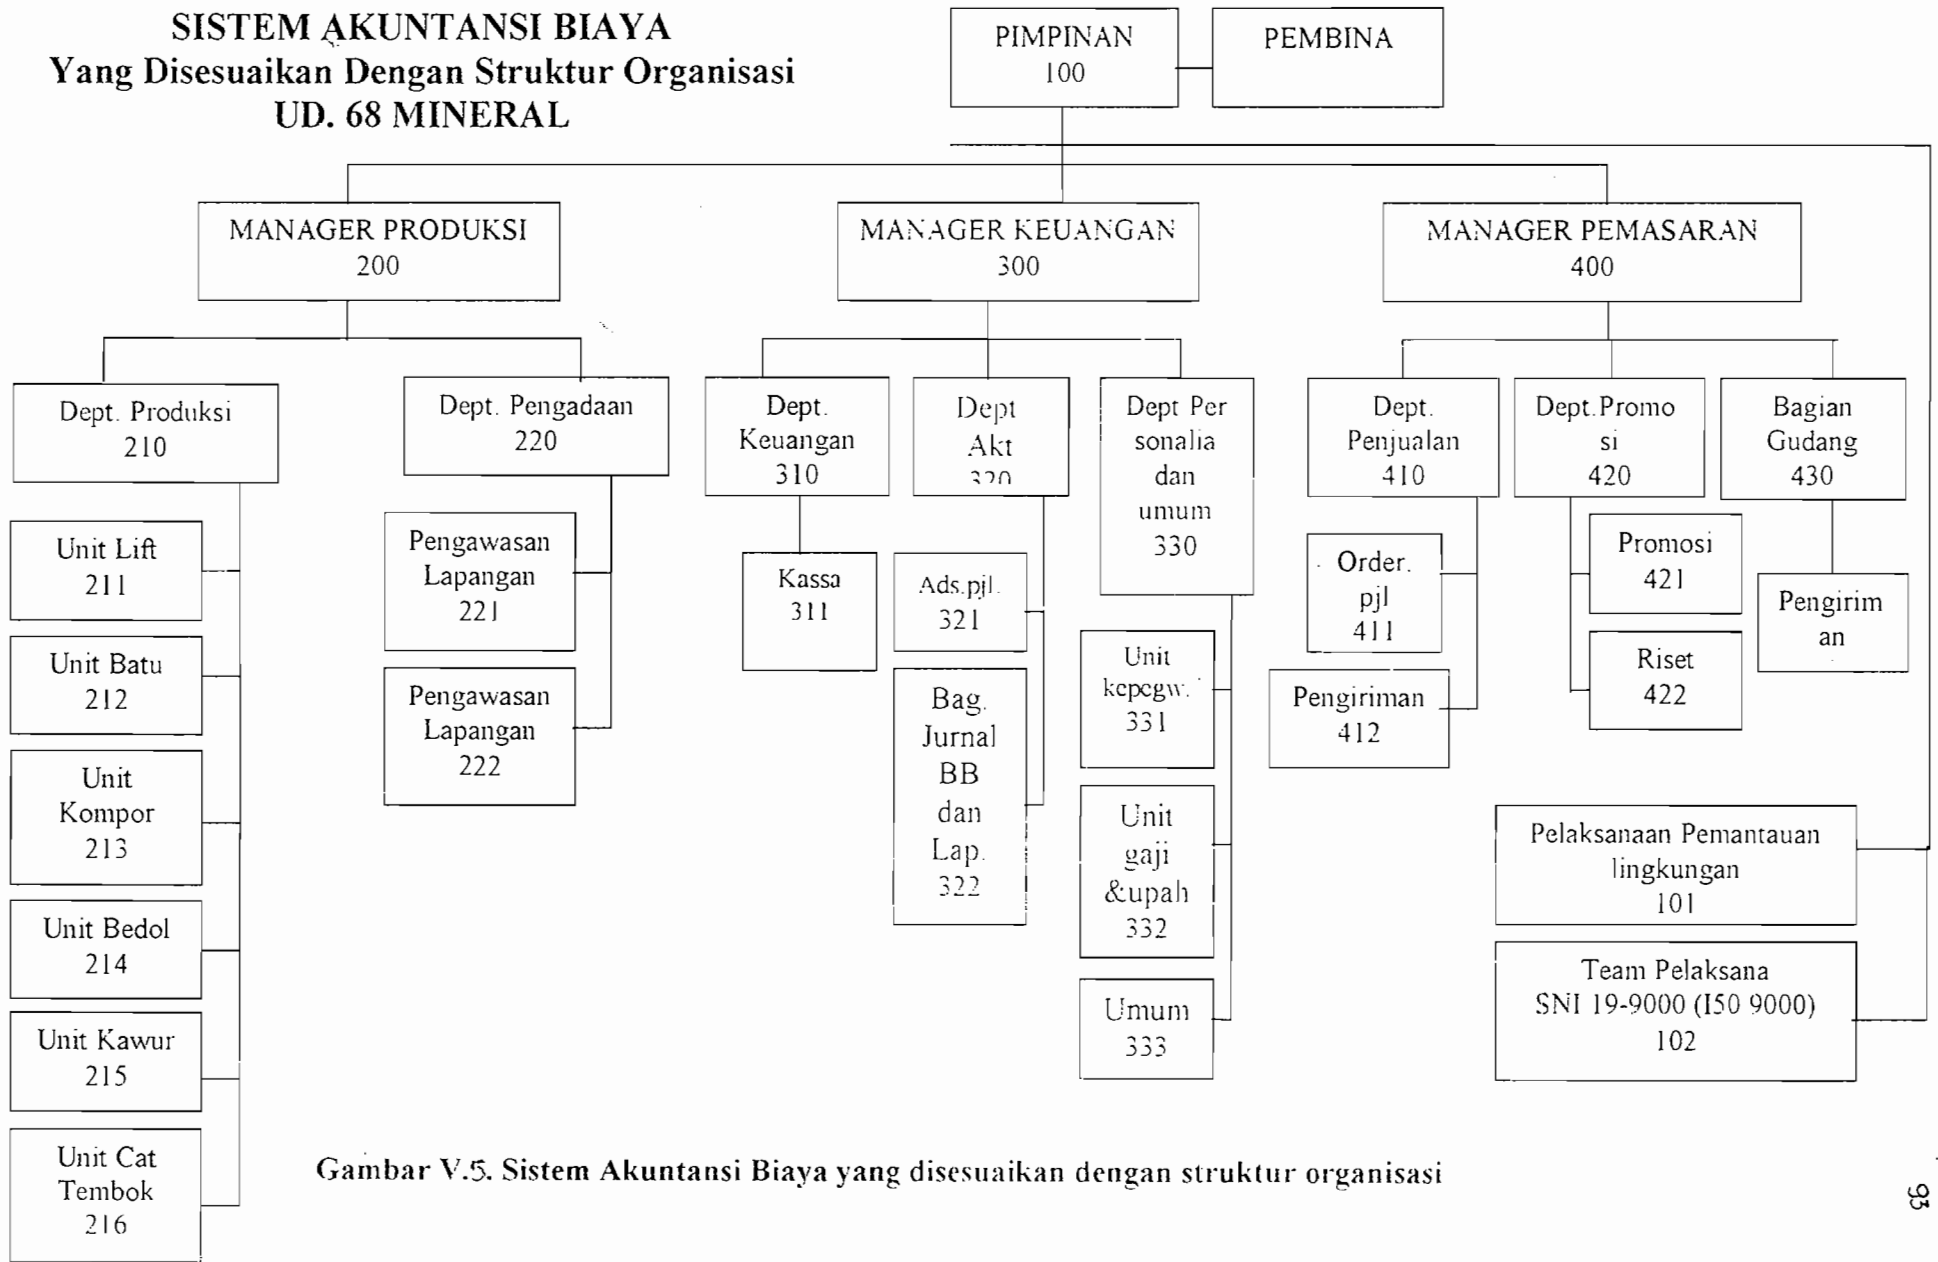 SISTEM AKUNTANSI BIAYA
Yang Disesuaikan Dengan Struktur Organisasi
UD. 68 MINERAL
PIMPINAN
100
PEMBINA
MANAGER PRODUKSI
200
MANAGER KEUANGAN
300
MANAGER PEMASARAN
400
Dept. Produksi
210
Dept. Pengadaan
220
Dept.
Keuangan
310
Dept
Akt
320
Dept Per
sonalia
dan
umum
330
Dept.
Penjualan
410
Dept.Promo
si
420
Bagian
Gudang
430
Unit Lift
211
Unit Batu
212
Unit
Kompor
213
Unit Bedol
214
Unit Kawur
215
Unit Cat
Tembok
216
Pengawasan
Lapangan
221
Pengawasan
Lapangan
222
Kassa
311
Ads.pjl.
321
Bag.
Jurnal
BB
dan
Lap.
322
Unit
kepegw.
331
Unit
gaji
&upah
332
Umum
333
Order.
pjl
411
Pengiriman
412
Promosi
421
Riset
422
Pengirim
an
Pelaksanaan Pemantauan
lingkungan
101
Team Pelaksana
SNI 19-9000 (I50 9000)
102
Gambar V.5. Sistem Akuntansi Biaya yang disesuaikan dengan struktur organisasi
93